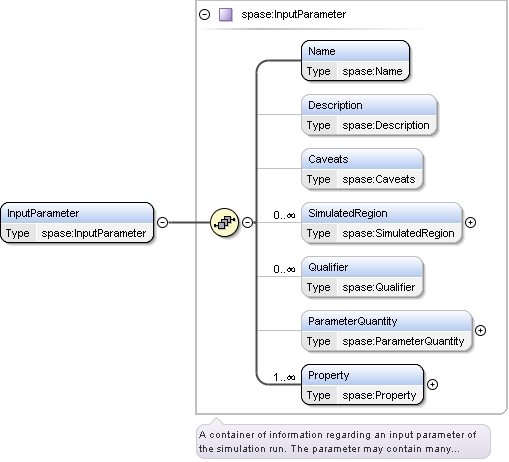 spase:InputParameter
Name
Type spase:Name
Description
Type spase:Description
Caveats
Type spase:Caveats
InputParameter
Type spase:InputParameter
0..∞
SimulatedRegion
Type spase:SimulatedRegion
0..∞
Qualifier
Type spase:Qualifier
ParameterQuantity
Type spase:ParameterQuantity
1..∞
Property
Type spase:Property
A container of information regarding an input parameter of
the simulation run. The parameter may contain many...